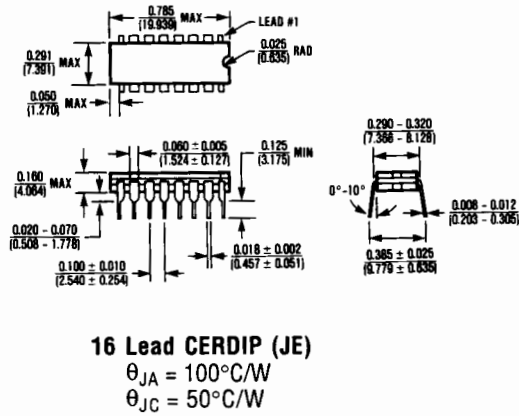 0.785
(19.939) MAX
LEAD #1
0.291
(7.391) MAX
0.025
(0.635) RAD
0.050
(1.270) MAX
0.060 ± 0.005
(1.524 ± 0.127)
0.125
(3.175) MIN
0.160
(4.064) MAX
0.020 - 0.070
(0.508 - 1.778)
0.018 ± 0.002
(0.457 ± 0.051)
0.100 ± 0.010
(2.540 ± 0.254)
0.290 - 0.320
(7.366 - 8.128)
0°-10°
0.008 - 0.012
(0.203 - 0.305)
0.385 ± 0.025
(9.779 ± 0.635)
16 Lead CERDIP (JE)
θJA = 100°C/W
θJC = 50°C/W